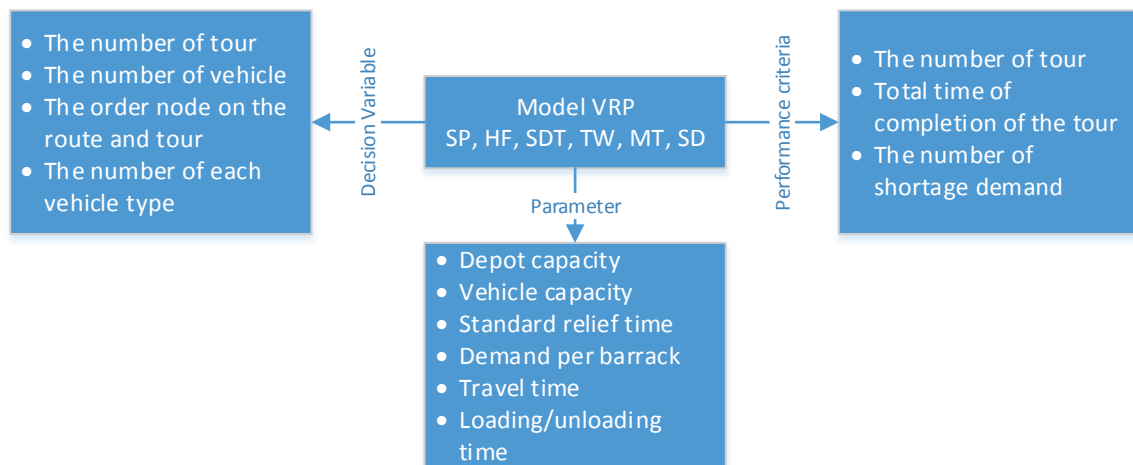 • The number of tour
• The number of vehicle
• The order node on the
route and tour
• The number of each
vehicle type
Decision Variable
Model VRP
SP, HF, SDT, TW, MT, SD
Performance criteria
• The number of tour
• Total time of
completion of the tour
• The number of
shortage demand
Parameter
• Depot capacity
• Vehicle capacity
• Standard relief time
• Demand per barrack
• Travel time
• Loading/unloading
time